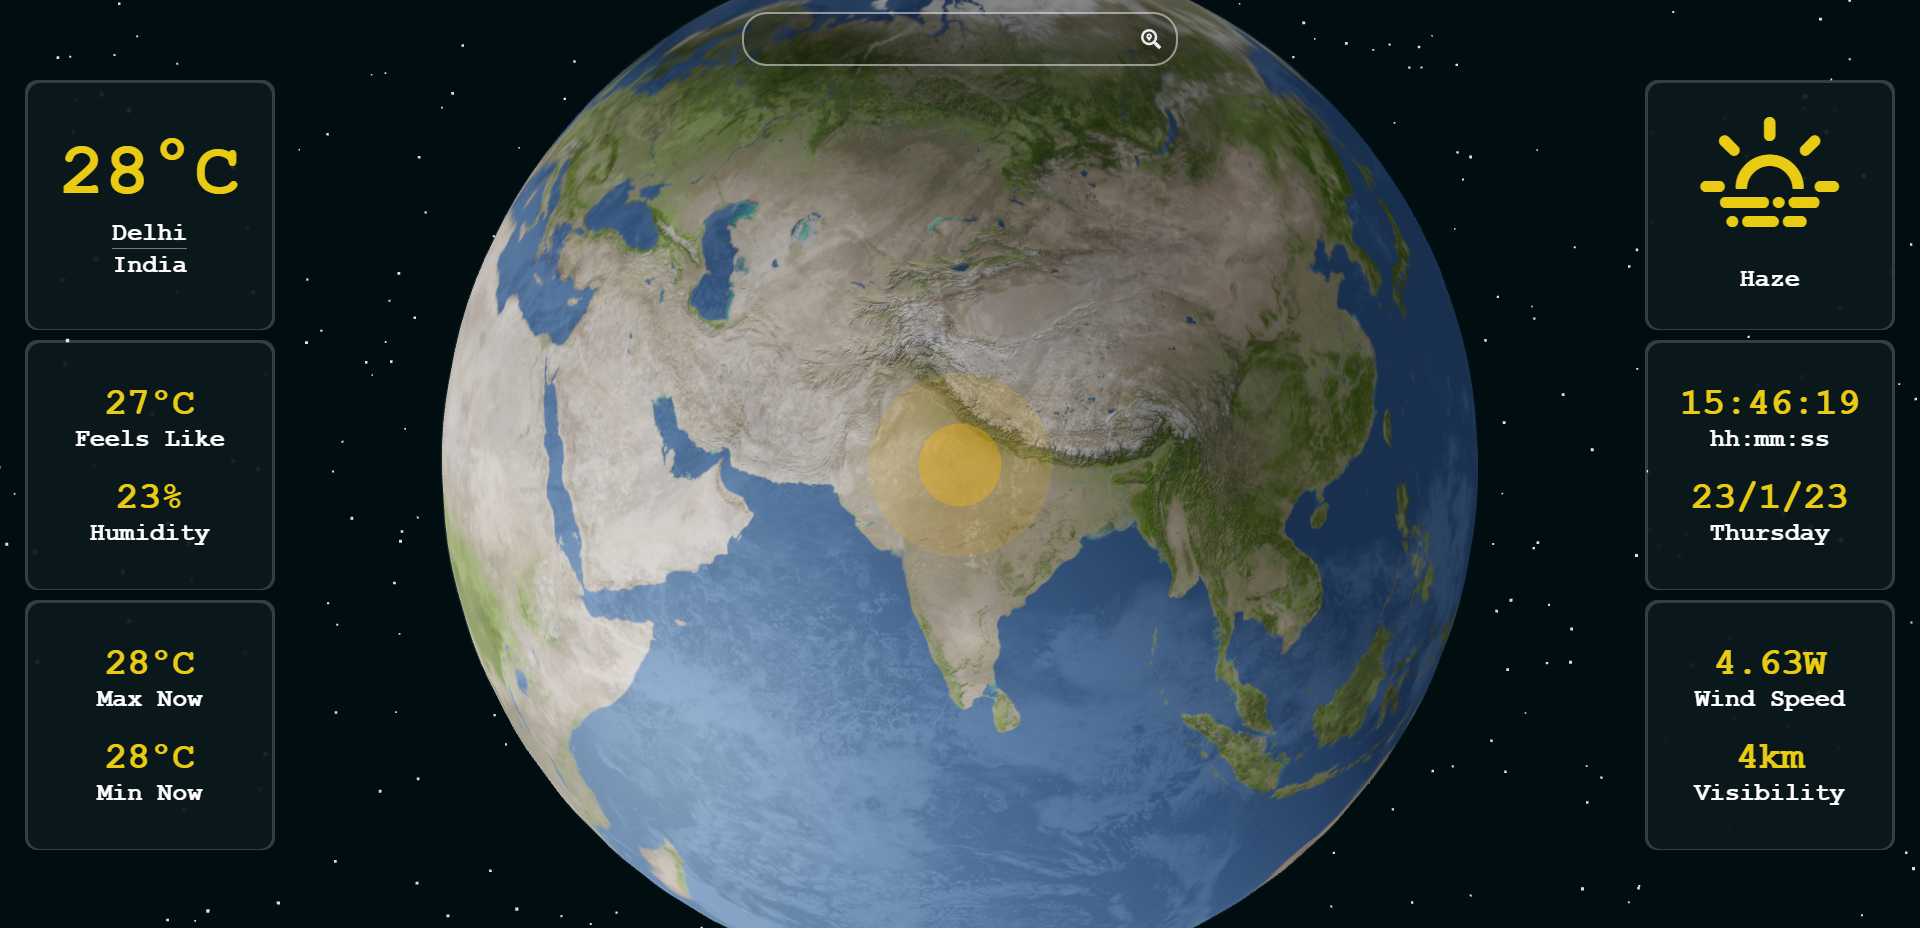 28°C
Delhi
India
27°C
Feels Like
23%
Humidity
28°C
Max Now
28°C
Min Now
Haze
15:46:19
hh:mm:ss
23/1/23
Thursday
4.63W
Wind Speed
4km
Visibility